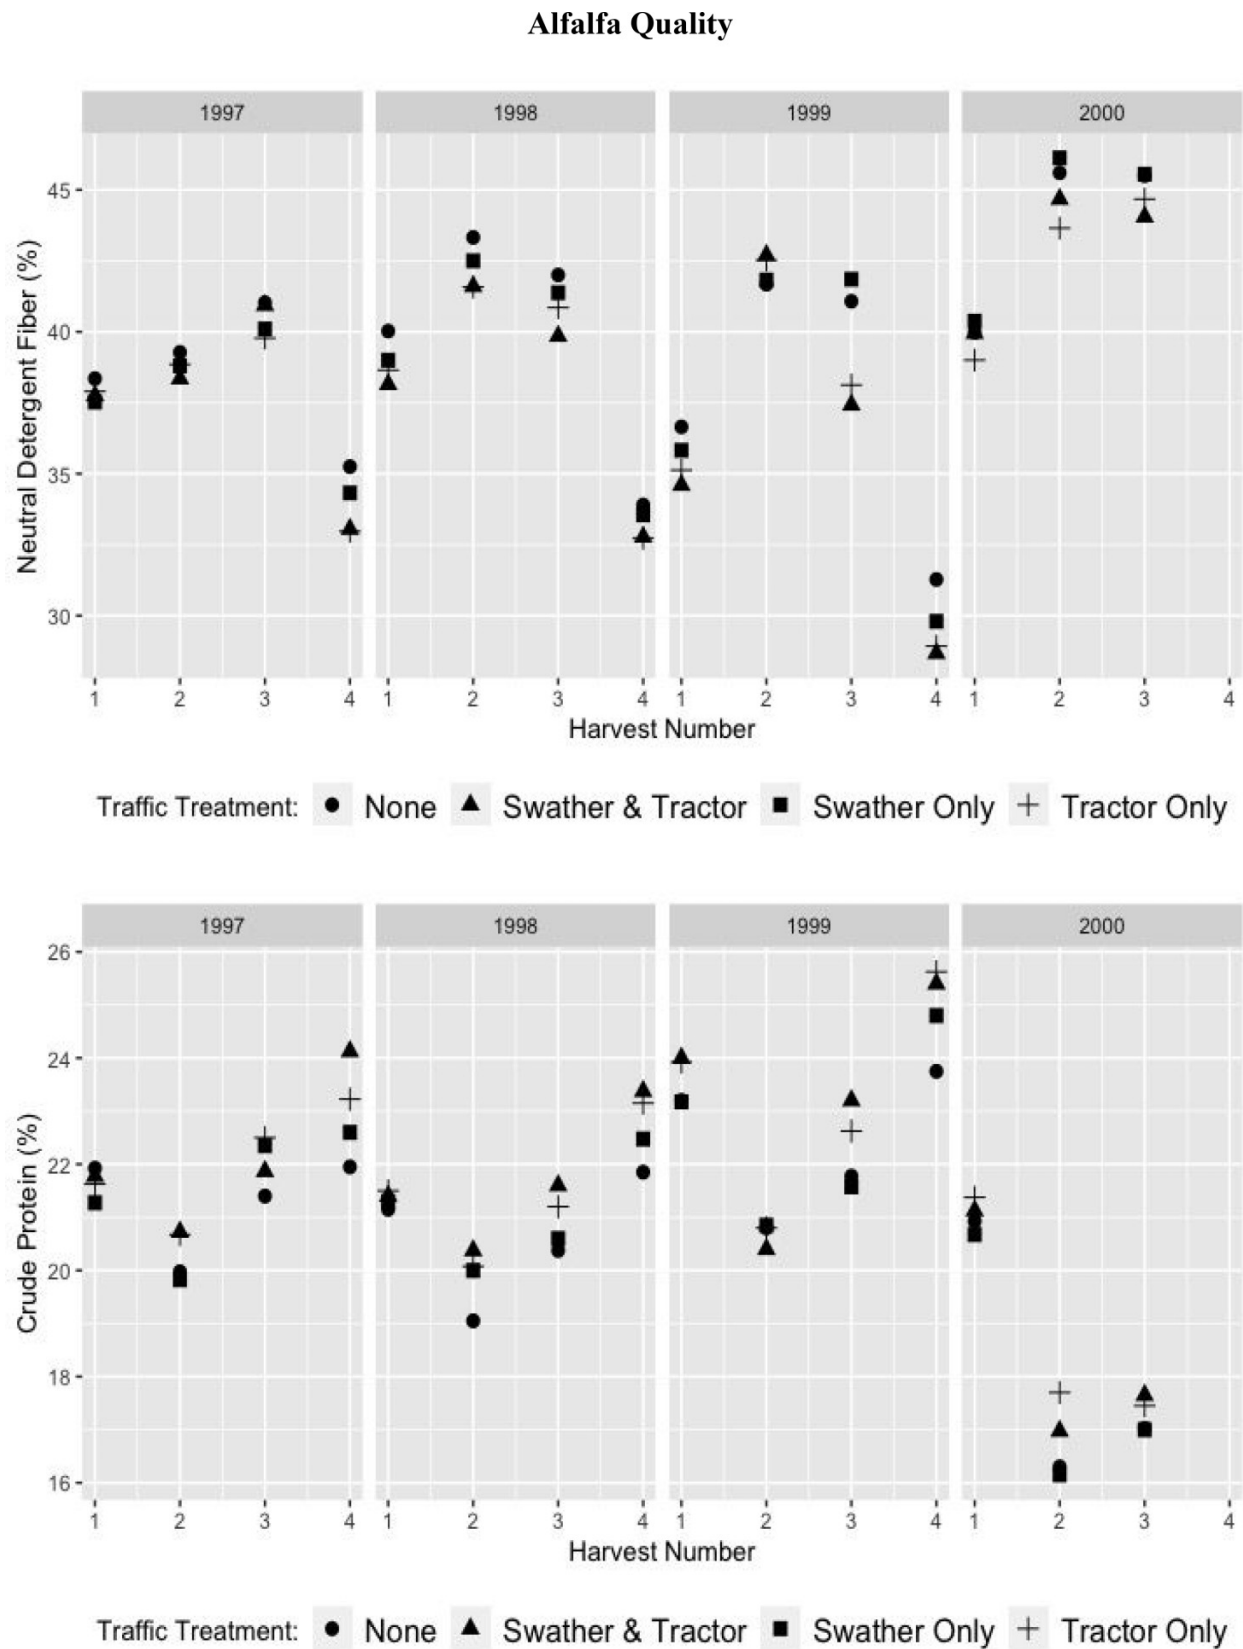 Alfalfa Quality
1997 1998 1999 2000
Neutral Detergent Fiber (%)
45
40
35
30
1 2 3 4 1 2 3 4 1 2 3 4 1 2 3 4
Harvest Number
Traffic Treatment: None Swather & Tractor Swather Only Tractor Only
1997 1998 1999 2000
Crude Protein (%)
26
24
22
20
18
16
1 2 3 4 1 2 3 4 1 2 3 4 1 2 3 4
Harvest Number
Traffic Treatment: None Swather & Tractor Swather Only Tractor Only